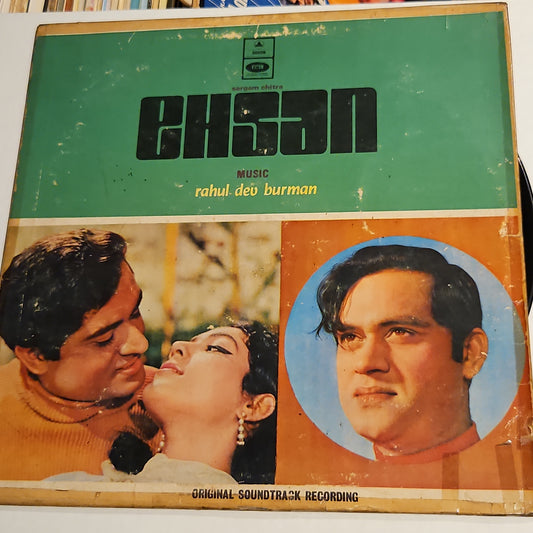 sargam chitra
EHSAN
MUSIC
rahul dev burman
ORIGINAL SOUNDTRACK RECORDING